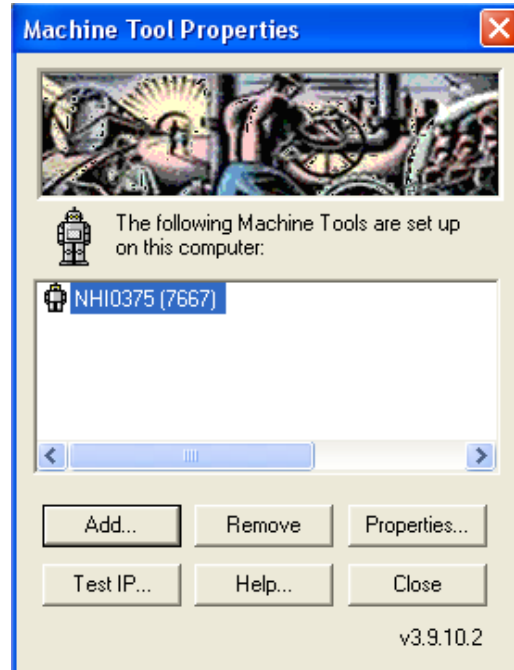 Machine Tool Properties
The following Machine Tools are set up
on this computer:
NHI0375 (7667)
Add...
Remove
Properties...
Test IP...
Help...
Close
v3.9.10.2